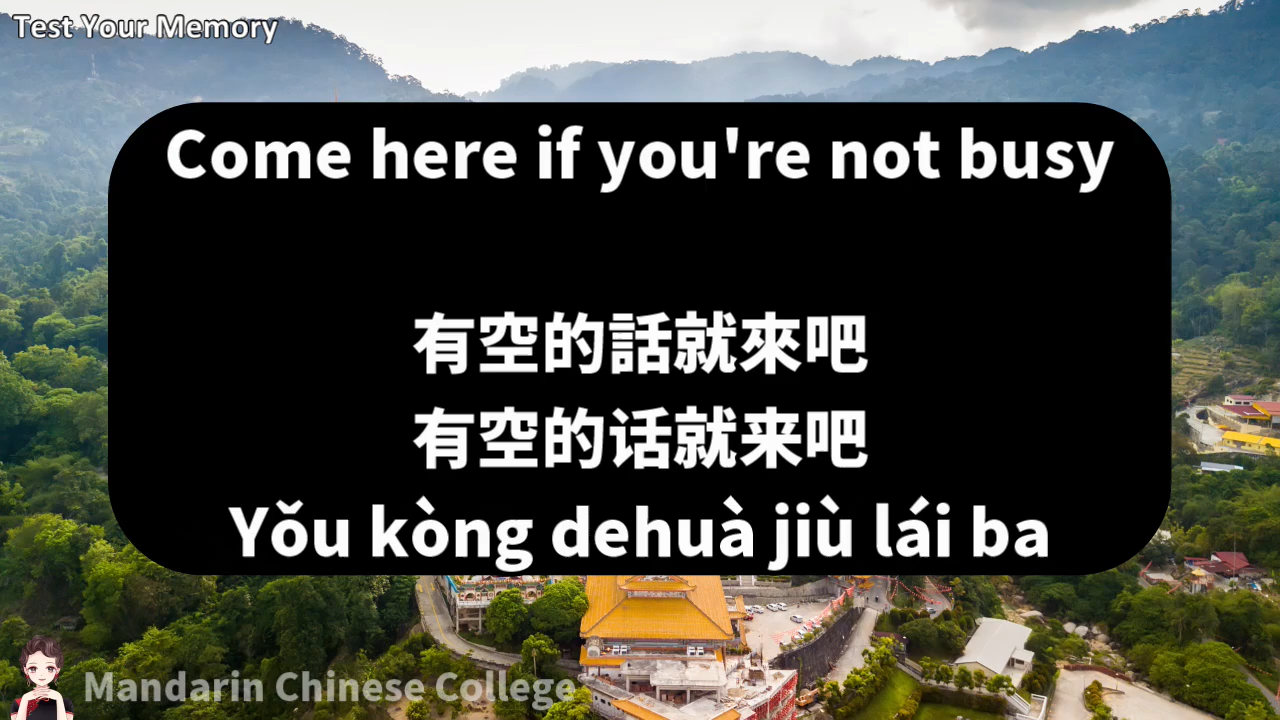 Test Your Memory
Come here if you're not busy
有空的話就來吧
有空的话就来吧
Yǒu kòng dehuà jiù lái ba
Mandarin Chinese College